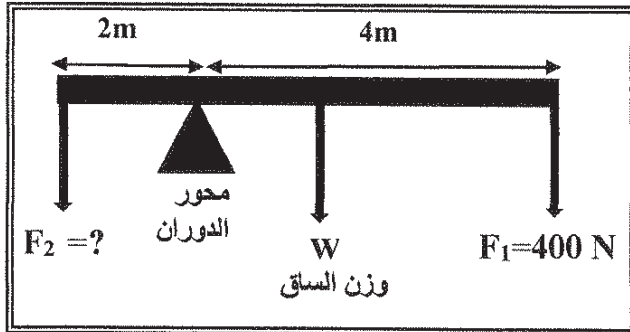 2m 4m
محور
الدوران
F₂ =?
W
وزن الساق
F₁=400 N